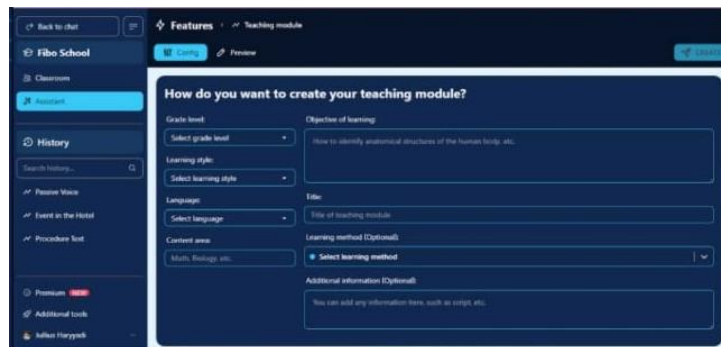 Back to chat
Features
Teaching module
Fibo School
Config
Preview
CREATE
Classroom
Assistant
History
Search history...
Passive Voice
Event in the Hotel
Procedure Text
Premium NEW
Additional tools
Julius Haryyadi
How do you want to create your teaching module?
Grade level:
Select grade level
Learning style:
Select learning style
Language:
Select language
Content area:
Math, Biology, etc.
Objective of learning:
How to identify anatomical structures of the human body, etc.
Title:
Title of teaching module
Learning method (Optional):
Select learning method
Additional information (Optional):
You can add any information here, such as script, etc.